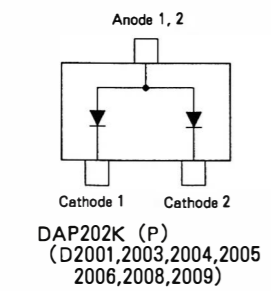 Anode 1, 2
Cathode 1 Cathode 2
DAP202K (P)
(D2001,2003,2004,2005
2006,2008,2009)